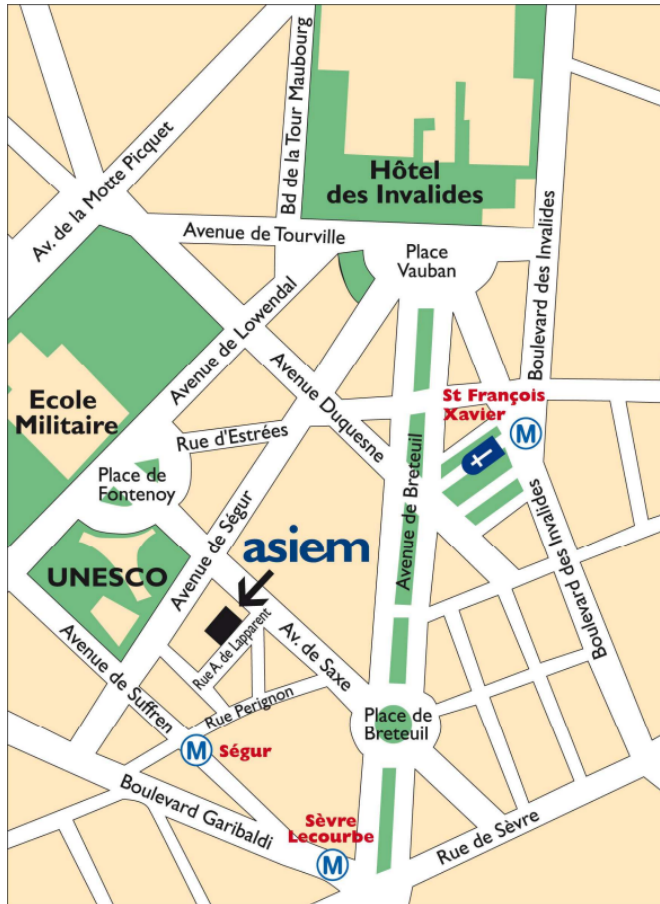 Bd de la Tour Maubourg
Av. de la Motte Picquet
Hôtel
des Invalides
Avenue de Tourville
Place
Vauban
Boulevard des Invalides
Avenue de Lowendal
Ecole
Militaire
Avenue Duquesne
St François
Xavier
M
Rue d'Estrées
Place de
Fontenoy
Avenue de Ségur
Avenue de Breteuil
Boulevard des Invalides
asiem
UNESCO
Rue A. de Lapparent
Av. de Saxe
Avenue de Suffren
Rue Perignon
Place de
Breteuil
M
Ségur
Boulevard Garibaldi
Sèvre
Lecourbe
M
Rue de Sèvre